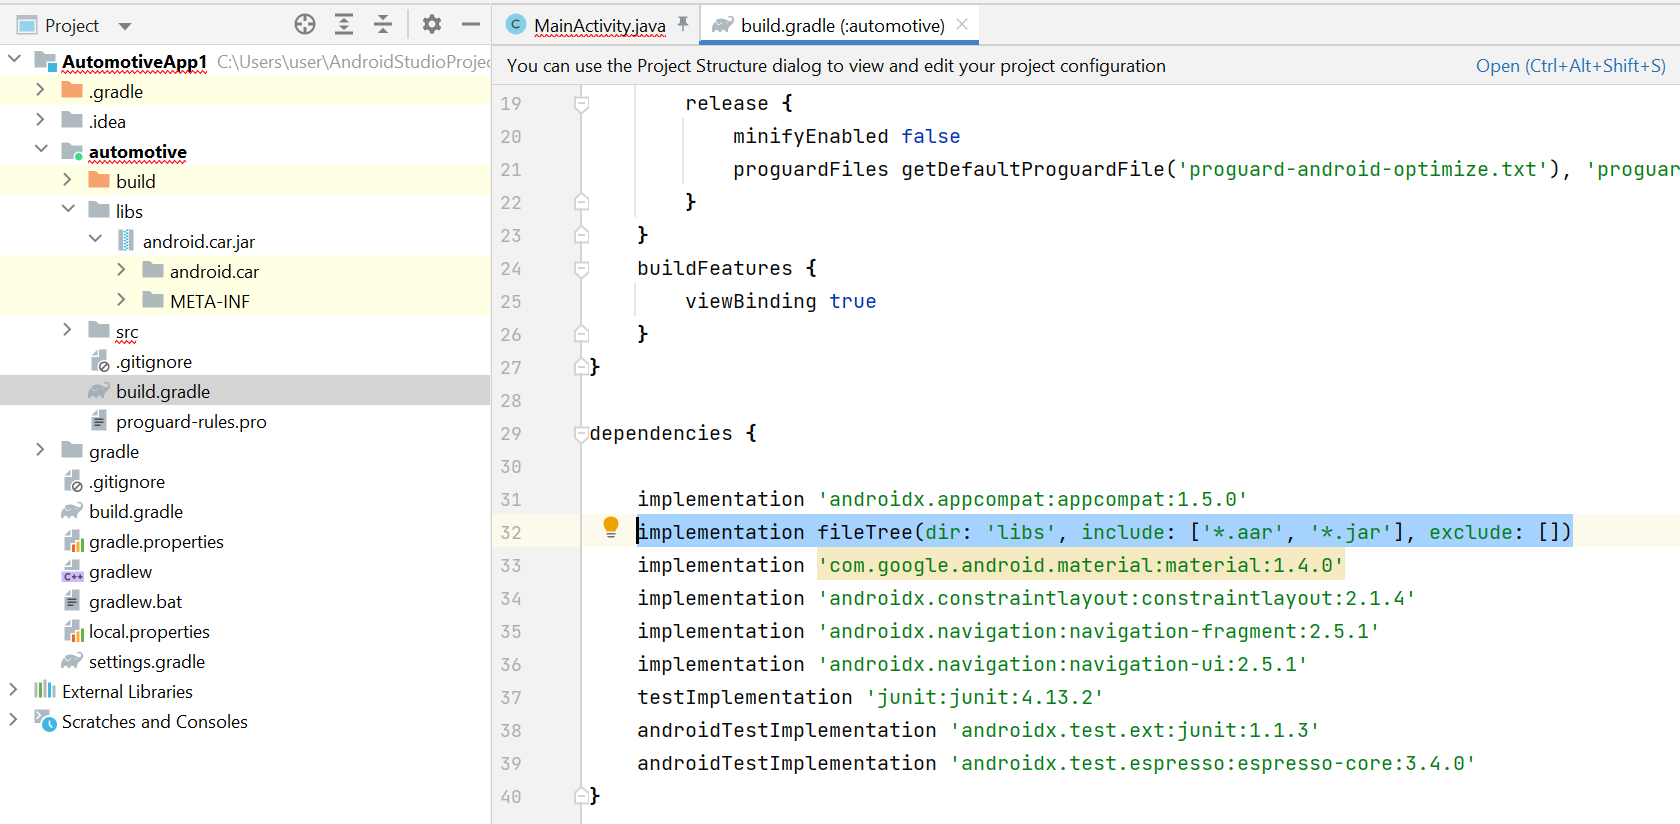 Project
AutomotiveApp1 C:\Users\user\AndroidStudioProjec
.gradle
.idea
automotive
build
libs
android.car.jar
android.car
META-INF
src
.gitignore
build.gradle
proguard-rules.pro
gradle
.gitignore
build.gradle
gradle.properties
C++ gradlew
gradlew.bat
local.properties
settings.gradle
External Libraries
Scratches and Consoles
C MainActivity.java
build.gradle (:automotive)
You can use the Project Structure dialog to view and edit your project configuration Open (Ctrl+Alt+Shift+S)
19 release {
20 minifyEnabled false
21 proguardFiles getDefaultProguardFile('proguard-android-optimize.txt'), 'proguar
22 }
23 }
24 buildFeatures {
25 viewBinding true
26 }
27 }
28
29 dependencies {
30
31 implementation 'androidx.appcompat:appcompat:1.5.0'
32 implementation fileTree(dir: 'libs', include: ['*.aar', '*.jar'], exclude: [])
33 implementation 'com.google.android.material:material:1.4.0'
34 implementation 'androidx.constraintlayout:constraintlayout:2.1.4'
35 implementation 'androidx.navigation:navigation-fragment:2.5.1'
36 implementation 'androidx.navigation:navigation-ui:2.5.1'
37 testImplementation 'junit:junit:4.13.2'
38 androidTestImplementation 'androidx.test.ext:junit:1.1.3'
39 androidTestImplementation 'androidx.test.espresso:espresso-core:3.4.0'
40 }